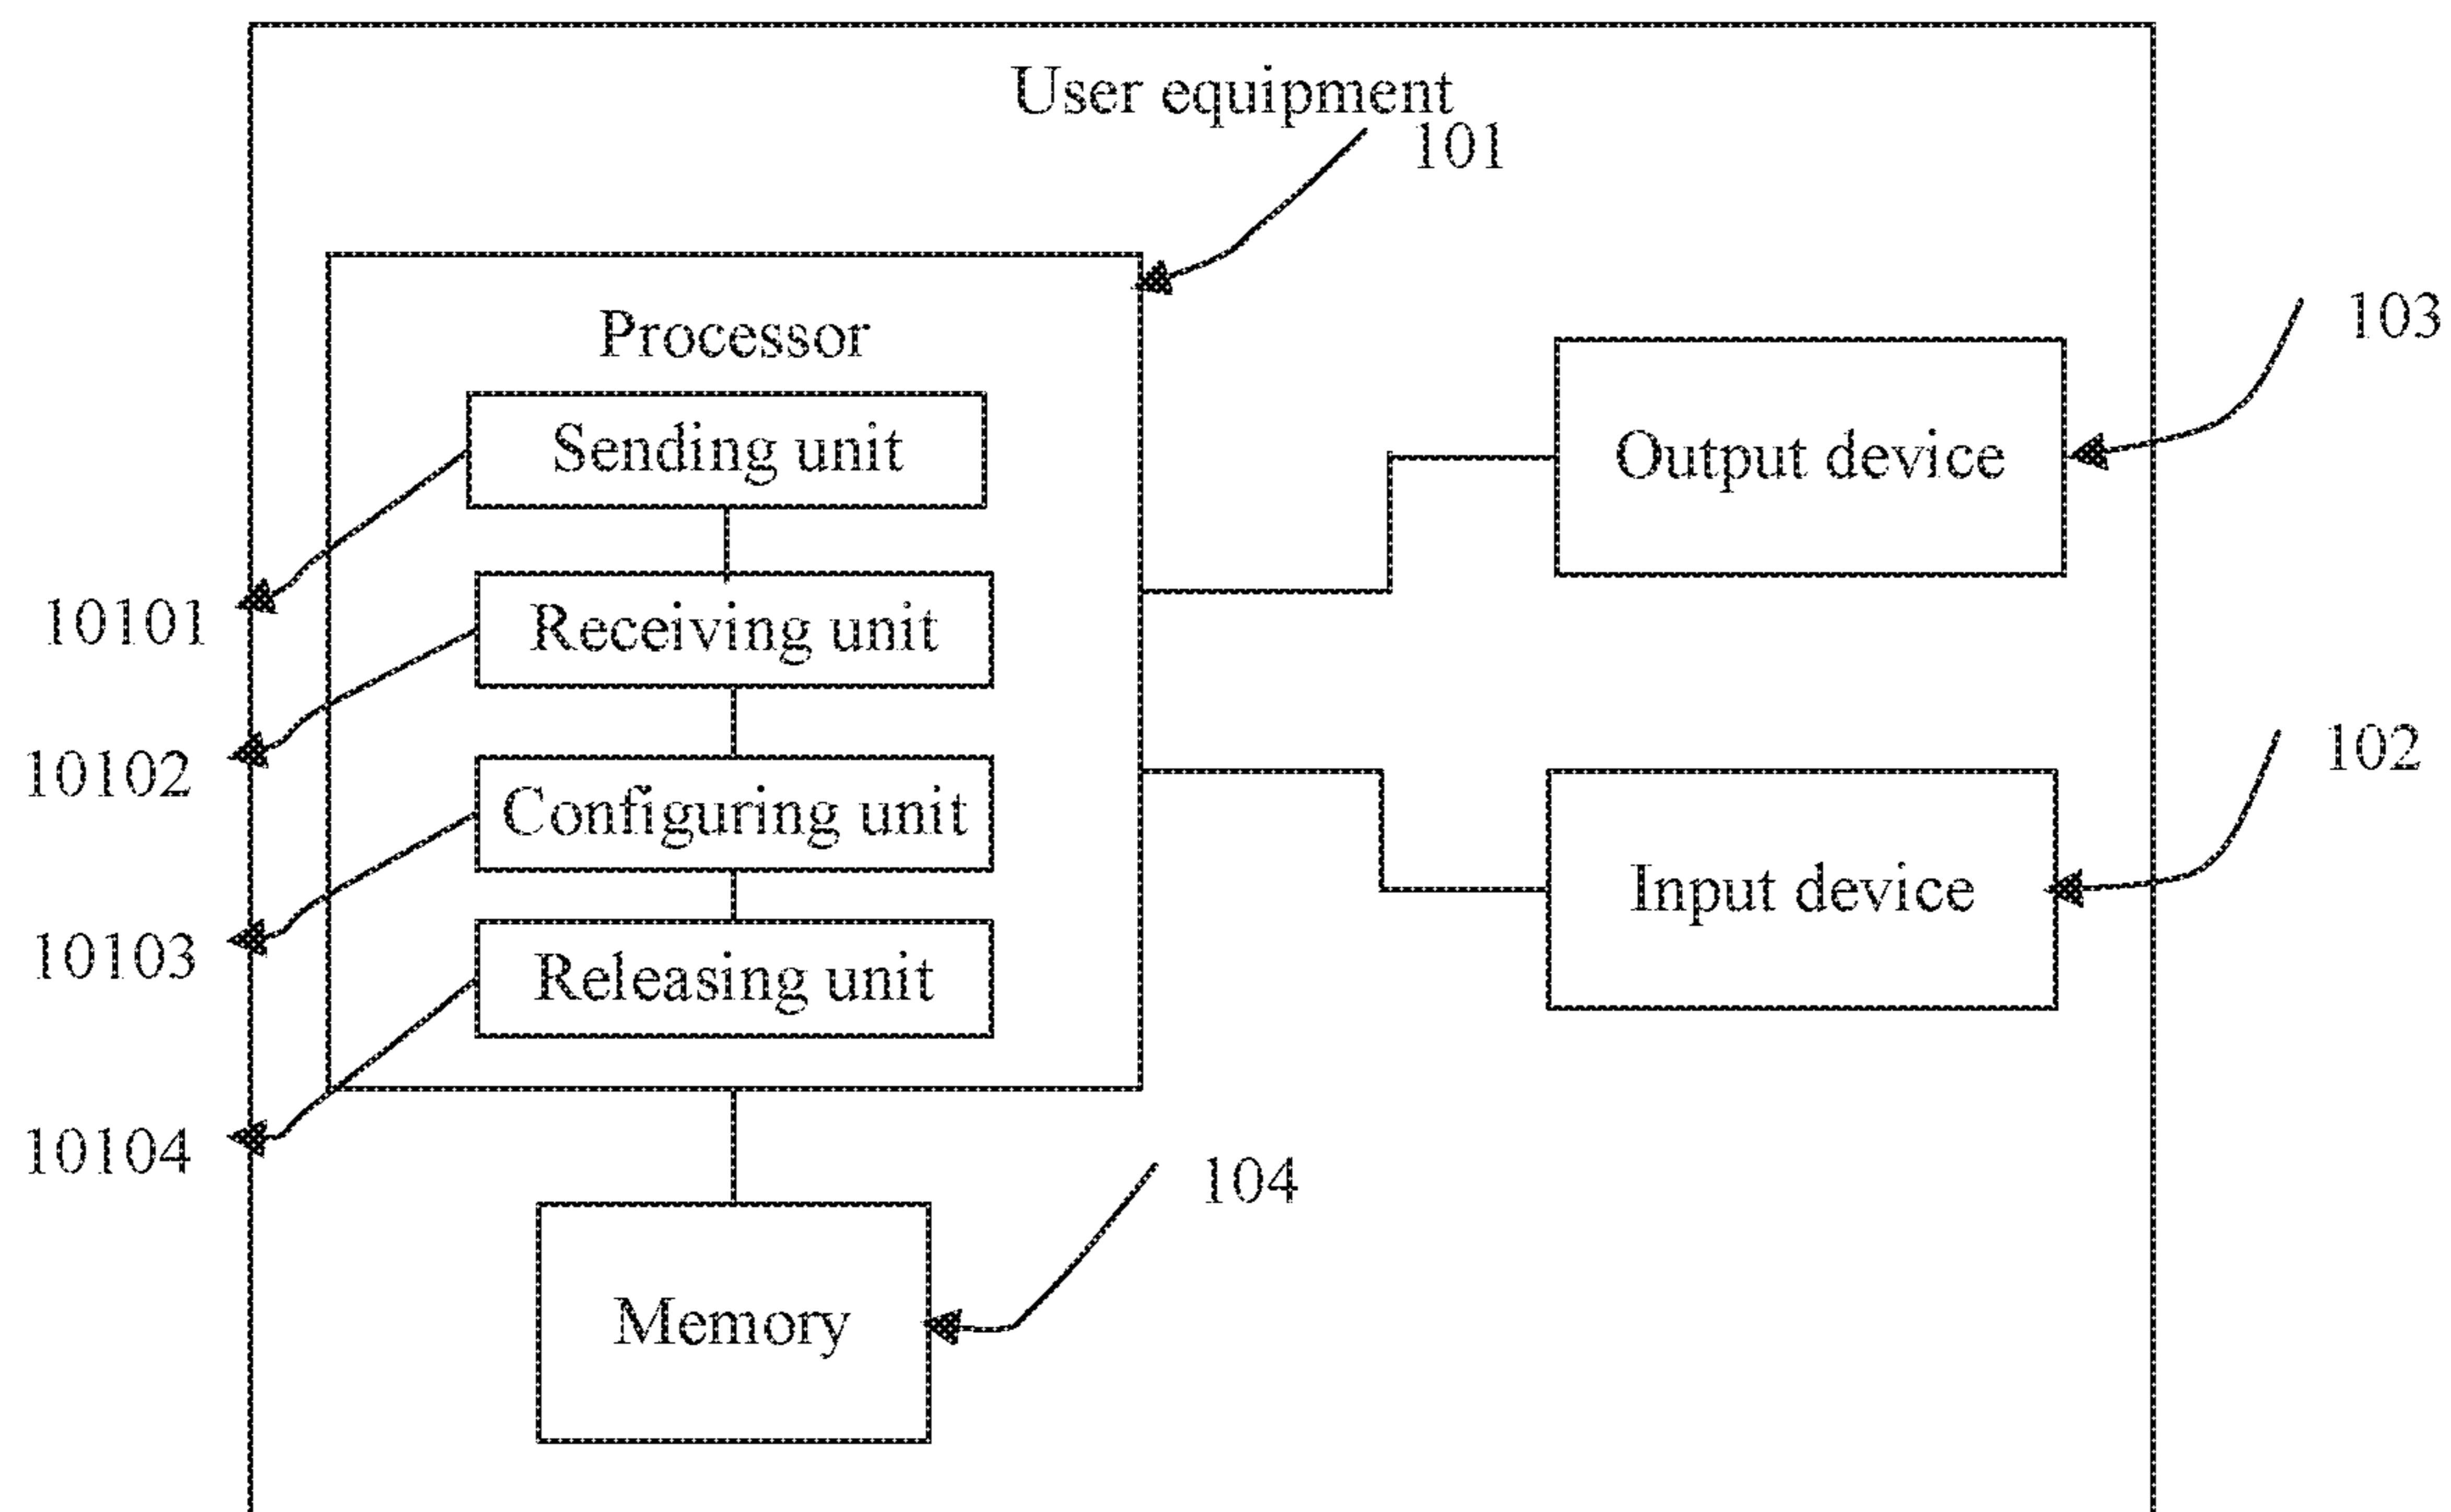 User equipment
101
Processor
103
Sending unit
Output device
10101
Receiving unit
102
10102
Configuring unit
Input device
10103
Releasing unit
10104
104
Memory